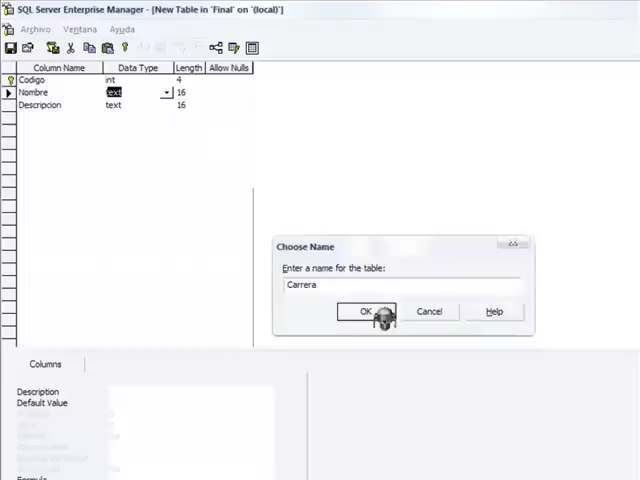 SQL Server Enterprise Manager - [New Table in 'Final' on '(local)']
Archivo Ventana Ayuda
Column Name Data Type Length Allow Nulls
Codigo int 4
Nombre text 16
Descripcion text 16
Choose Name
Enter a name for the table:
Carrera
OK Cancel Help
Columns
Description
Default Value
Formula